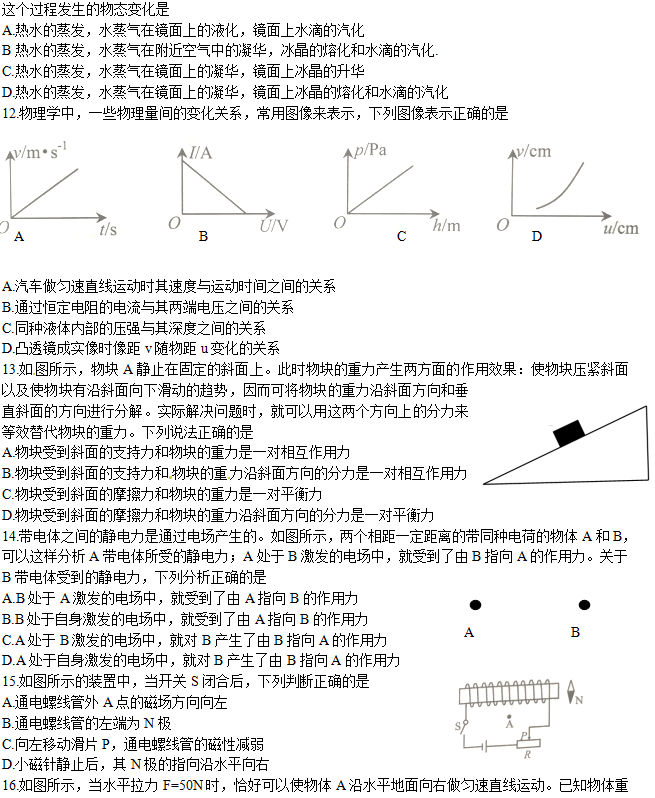 这个过程发生的物态变化是
A.热水的蒸发，水蒸气在镜面上的液化，镜面上水滴的汽化
B 热水的蒸发，水蒸气在附近空气中的凝华，冰晶的熔化和水滴的汽化.
C.热水的蒸发，水蒸气在镜面上的凝华，镜面上冰晶的升华
D.热水的蒸发，水蒸气在镜面上的凝华，镜面上冰晶的熔化和水滴的汽化
12.物理学中，一些物理量间的变化关系，常用图像来表示，下列图像表示正确的是
v/m•s⁻¹ O t/s A
I/A O U/V B
p/Pa O h/m C
v/cm O u/cm D
A.汽车做匀速直线运动时其速度与运动时间之间的关系
B.通过恒定电阻的电流与其两端电压之间的关系
C.同种液体内部的压强与其深度之间的关系
D.凸透镜成实像时像距 v 随物距 u 变化的关系
13.如图所示，物块 A 静止在固定的斜面上。此时物块的重力产生两方面的作用效果：使物块压紧斜面
以及使物块有沿斜面向下滑动的趋势，因而可将物块的重力沿斜面方向和垂
直斜面的方向进行分解。实际解决问题时，就可以用这两个方向上的分力来
等效替代物块的重力。下列说法正确的是
A.物块受到斜面的支持力和物块的重力是一对相互作用力
B.物块受到斜面的支持力和物块的重力沿斜面方向的分力是一对相互作用力
C.物块受到斜面的摩擦力和物块的重力是一对平衡力
D.物块受到斜面的摩擦力和物块的重力沿斜面方向的分力是一对平衡力
14.带电体之间的静电力是通过电场产生的。如图所示，两个相距一定距离的带同种电荷的物体 A 和 B，
可以这样分析 A 带电体所受的静电力；A 处于 B 激发的电场中，就受到了由 B 指向 A 的作用力。关于
B 带电体受到的静电力，下列分析正确的是
A.B 处于 A 激发的电场中，就受到了由 A 指向 B 的作用力
B.B 处于自身激发的电场中，就受到了由 A 指向 B 的作用力
C.A 处于 B 激发的电场中，就对 B 产生了由 B 指向 A 的作用力
D.A 处于自身激发的电场中，就对 B 产生了由 B 指向 A 的作用力
A B
15.如图所示的装置中，当开关 S 闭合后，下列判断正确的是
A.通电螺线管外 A 点的磁场方向向左
B.通电螺线管的左端为 N 极
C.向左移动滑片 P，通电螺线管的磁性减弱
D.小磁针静止后，其 N 极的指向沿水平向右
N
S A
P
R
16.如图所示，当水平拉力 F=50N 时，恰好可以使物体 A 沿水平地面向右做匀速直线运动。已知物体重